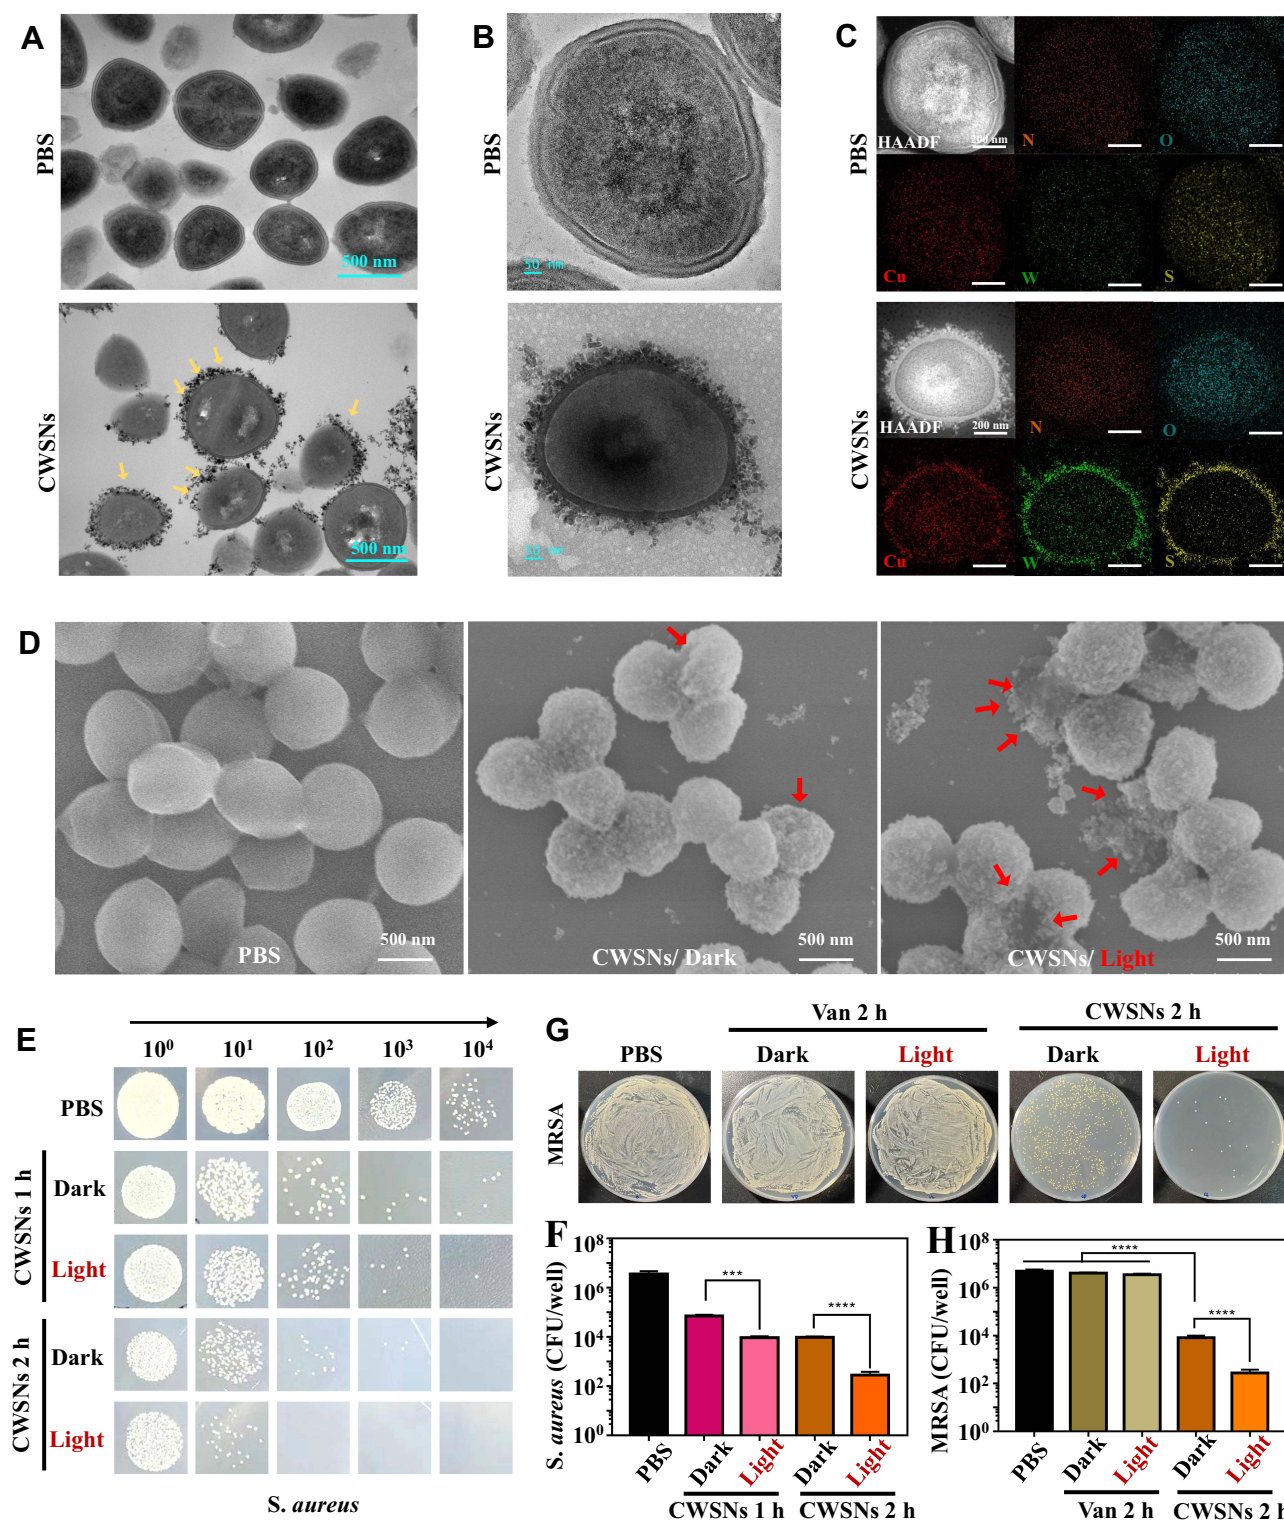 A
PBS
500 nm
CWSNs
500 nm
B
PBS
50 nm
CWSNs
50 nm
C
PBS
HAADF
200 nm
N
O
Cu
W
S
CWSNs
HAADF
200 nm
N
O
Cu
W
S
D
PBS
500 nm
CWSNs/ Dark
500 nm
CWSNs/ Light
500 nm
E
10⁰ 10¹ 10² 10³ 10⁴
PBS
CWSNs 1 h
Dark
Light
CWSNs 2 h
Dark
Light
S. aureus
G
Van 2 h
CWSNs 2 h
PBS Dark Light Dark Light
MRSA
F
S. aureus (CFU/well)
10⁸
10⁶
10⁴
10²
10⁰
***
****
PBS Dark Light Dark Light
CWSNs 1 h CWSNs 2 h
H
MRSA (CFU/well)
10⁸
10⁶
10⁴
10²
10⁰
****
****
PBS Dark Light Dark Light
Van 2 h CWSNs 2 h